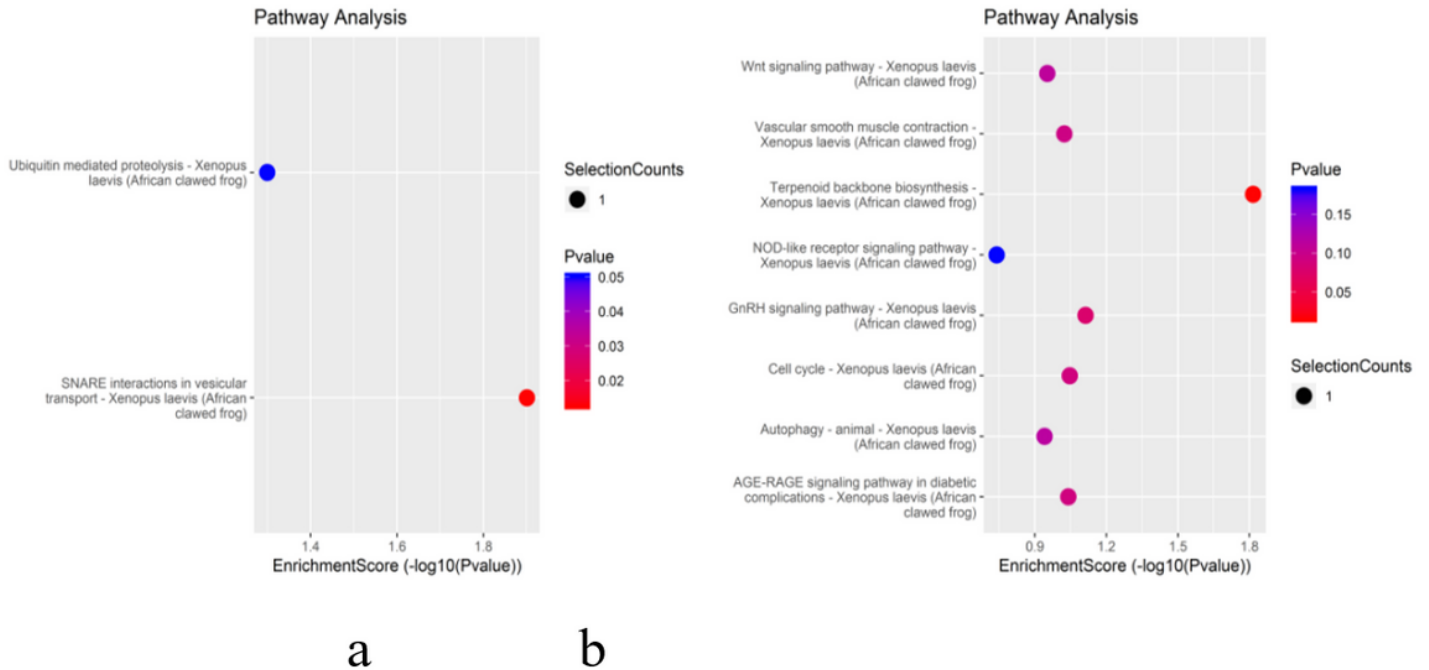 Pathway Analysis
Ubiquitin mediated proteolysis - Xenopus
laevis (African clawed frog)
SNARE interactions in vesicular
transport - Xenopus laevis (African
clawed frog)
1.4 1.6 1.8
EnrichmentScore (-log10(Pvalue))
SelectionCounts
1
Pvalue
0.05
0.04
0.03
0.02
Pathway Analysis
Wnt signaling pathway - Xenopus laevis
(African clawed frog)
Vascular smooth muscle contraction -
Xenopus laevis (African clawed frog)
Terpenoid backbone biosynthesis -
Xenopus laevis (African clawed frog)
NOD-like receptor signaling pathway -
Xenopus laevis (African clawed frog)
GnRH signaling pathway - Xenopus laevis
(African clawed frog)
Cell cycle - Xenopus laevis (African
clawed frog)
Autophagy - animal - Xenopus laevis
(African clawed frog)
AGE-RAGE signaling pathway in diabetic
complications - Xenopus laevis (African
clawed frog)
0.9 1.2 1.5 1.8
EnrichmentScore (-log10(Pvalue))
Pvalue
0.15
0.10
0.05
SelectionCounts
1
a b